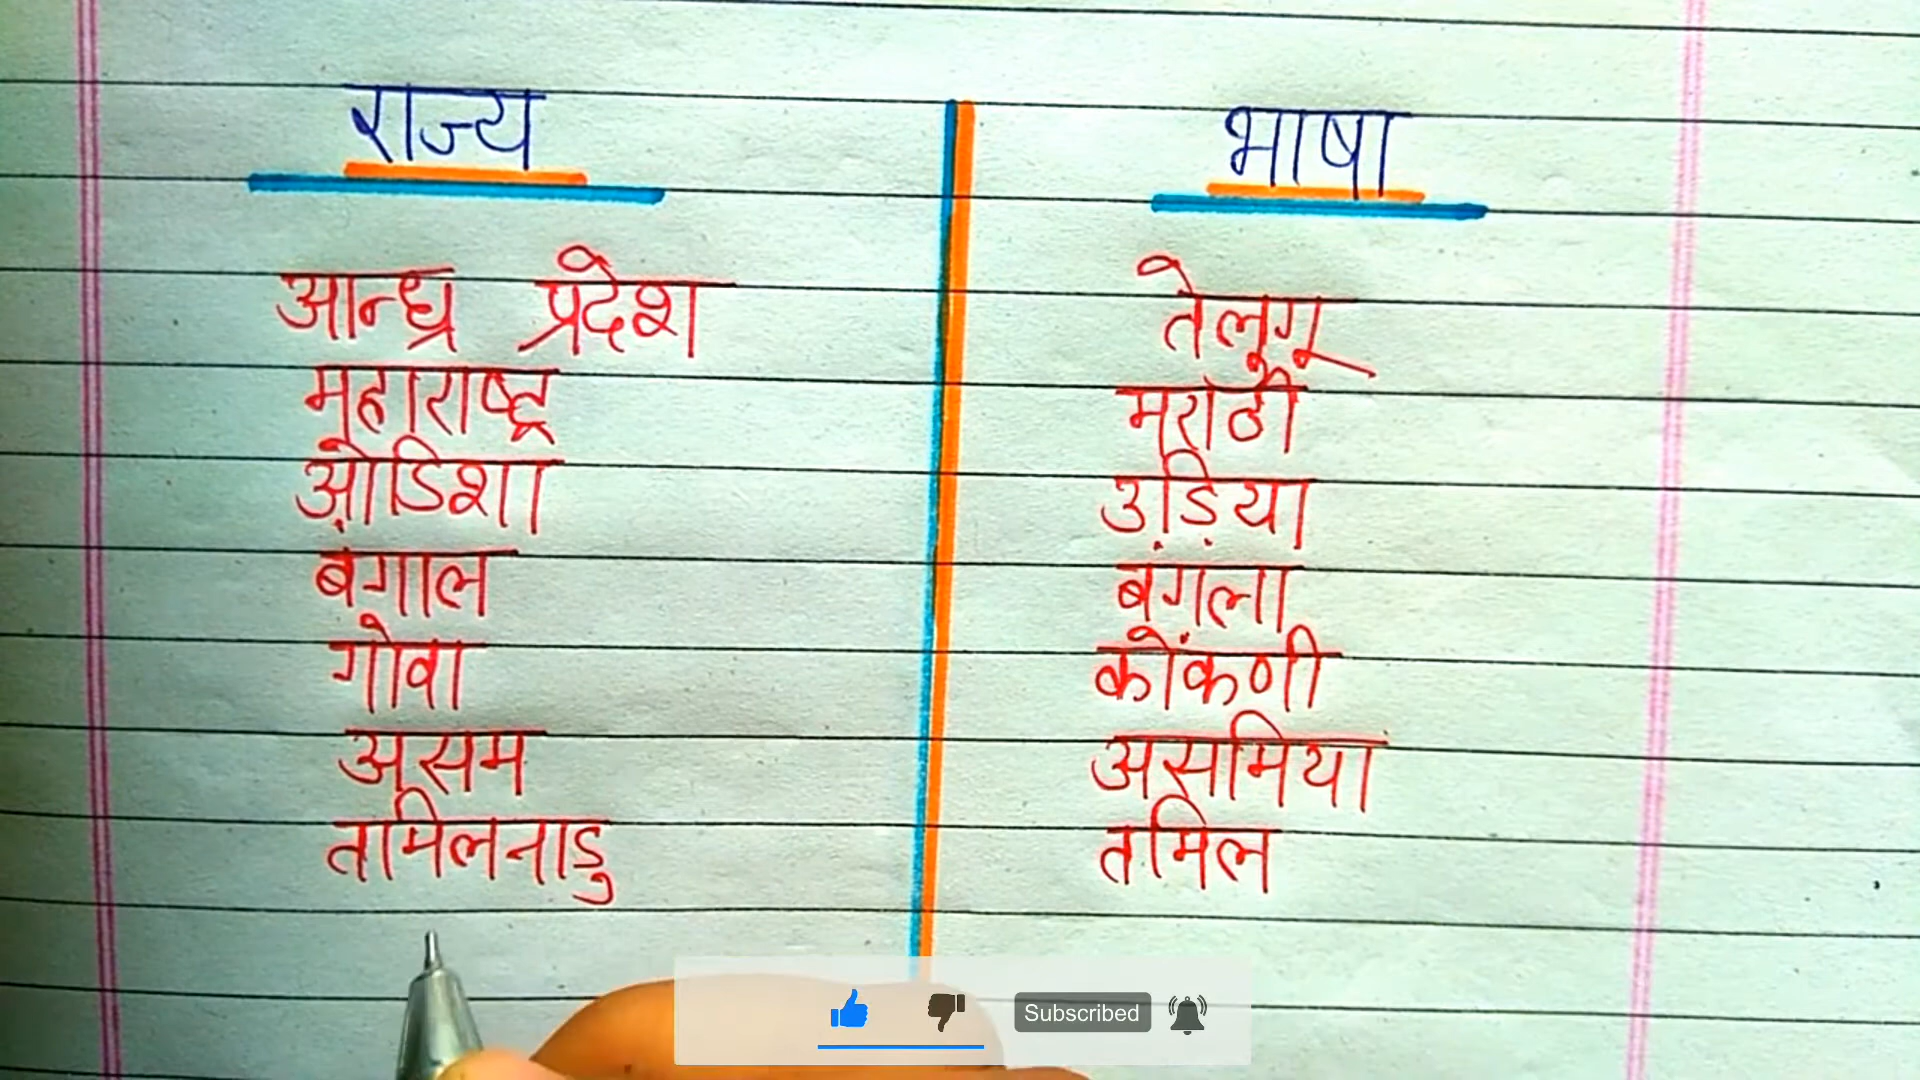 राज्य भाषा
आन्ध्र प्रदेश तेलुगू
महाराष्ट्र मराठी
ओडिशा उड़िया
बंगाल बंगला
गोवा कोंकणी
असम असमिया
तमिलनाडु तमिल
Subscribed